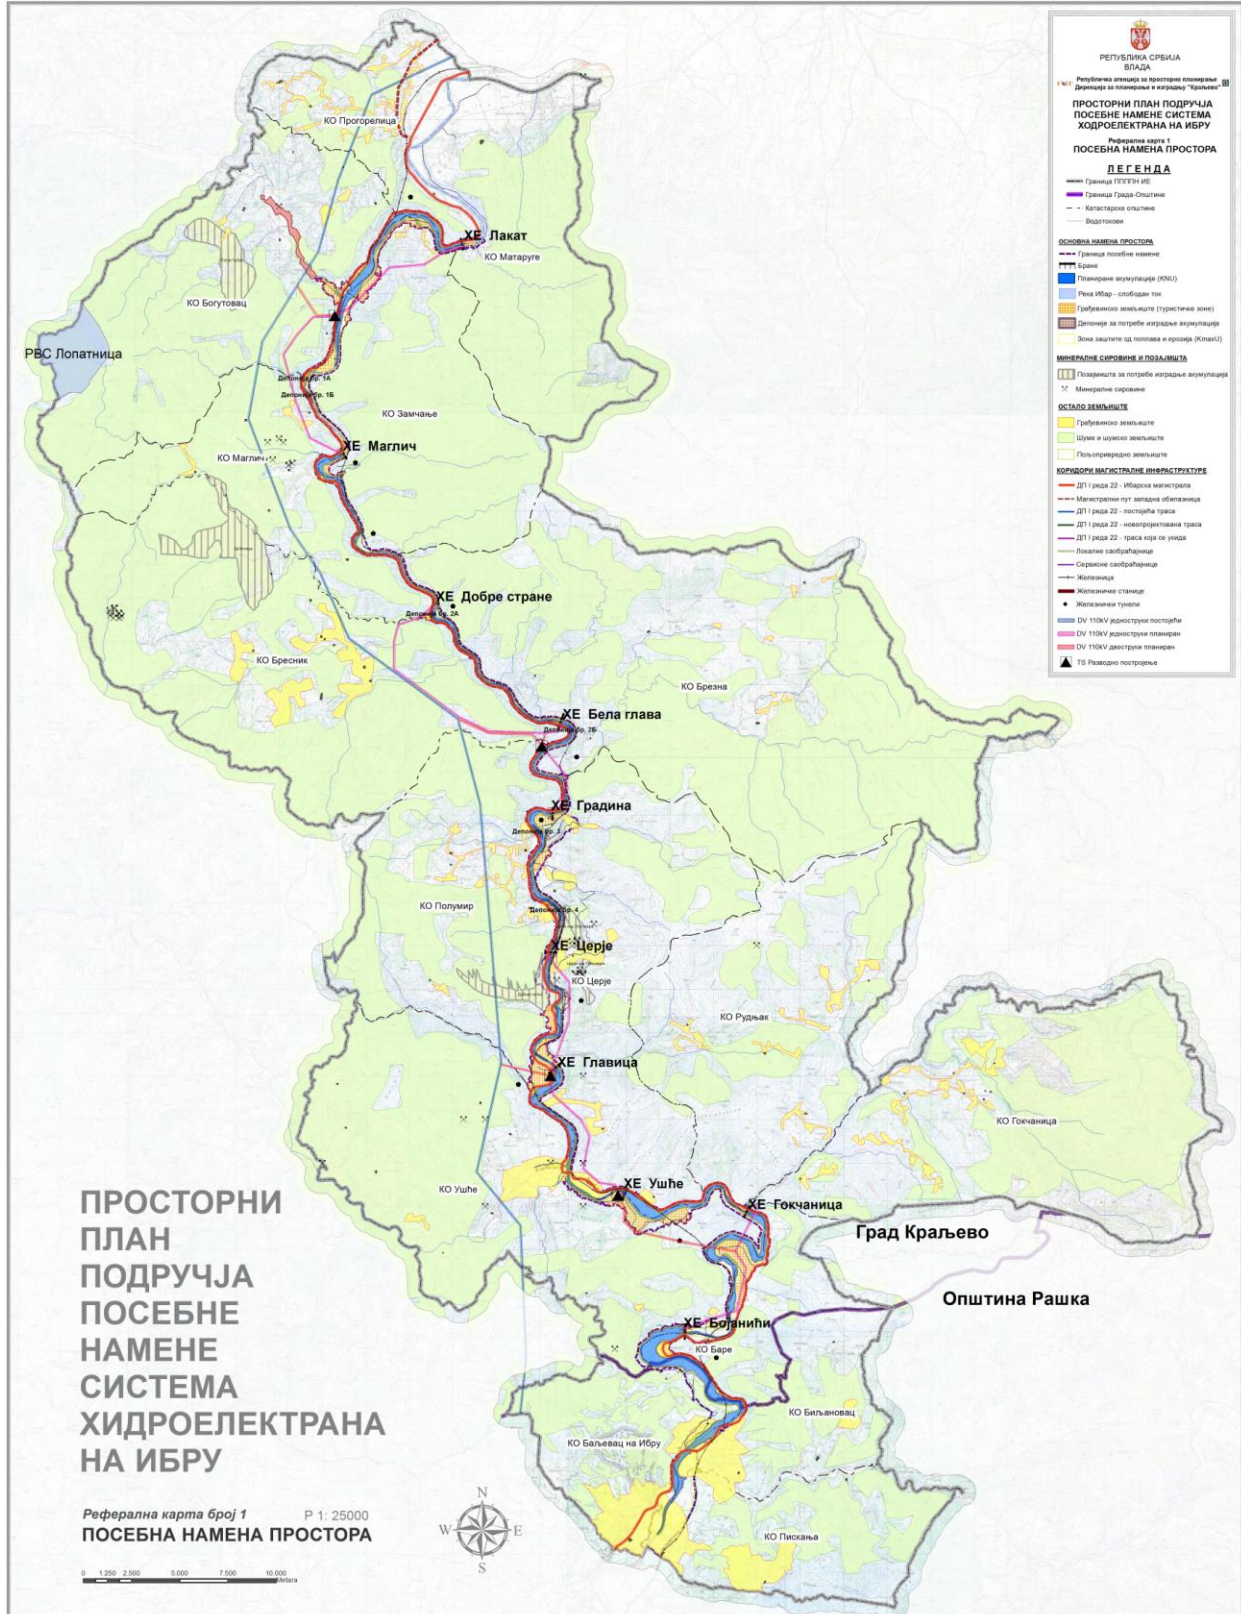 РЕПУБЛИКА СРБИЈА
ВЛАДА
Републичка агенција за просторно планирање
Дирекција за планирање и изградњу "Краљево"
ПРОСТОРНИ ПЛАН ПОДРУЧЈА
ПОСЕБНЕ НАМЕНЕ СИСТЕМА
ХОДРОЕЛЕКТРАНА НА ИБРУ
Реферална карта 1
ПОСЕБНА НАМЕНА ПРОСТОРА
ЛЕГЕНДА
Граница ПППППН ИЕ
Граница Града-Општине
Катастарске општине
Водотокови
ОСНОВНА НАМЕНА ПРОСТОРА
Граница посебне намене
Бране
Планиране акумулације (KNU)
Река Ибар - слободан ток
Грађевинско земљиште (туристичке зоне)
Депоније за потребе изградње акумулација
Зона заштите од поплава и ерозија (KmaxU)
МИНЕРАЛНЕ СИРОВИНЕ И ПОЗАЈМИШТА
Позајмишта за потребе изградње акумулација
Минералне сировине
ОСТАЛО ЗЕМЉИШТЕ
Грађевинско земљиште
Шуме и шумско земљиште
Пољопривредно земљиште
КОРИДОРИ МАГИСТРАЛНЕ ИНФРАСТРУКТУРЕ
ДП I реда 22 - Ибарска магистрала
Магистрални пут западна обилазница
ДП I реда 22 - постојећа траса
ДП I реда 22 - новопројектована траса
ДП I реда 22 - траса која се укида
Локалне саобраћајнице
Сервисне саобраћајнице
Железница
Железничке станице
Железнички тунели
DV 110kV једноструки постојећи
DV 110kV једноструки планиран
DV 110kV двоструки планиран
TS Разводно постројење
КО Прогорелица
ХЕ Лакат
КО Матаруге
КО Богутовац
РВС Лопатница
Депонија бр. 1А
Депонија бр. 1Б
КО Замчање
ХЕ Маглич
КО Маглич
ХЕ Добре стране
Депонија бр. 2А
КО Бресник
КО Брезна
ХЕ Бела глава
Депонија бр. 2Б
ХЕ Градина
Депонија бр. 3
КО Полумир
Депонија бр. 4
ХЕ Церје
КО Церје
КО Рудњак
ХЕ Главица
КО Гокчаница
КО Ушће
ХЕ Ушће
ХЕ Гокчаница
Град Краљево
Општина Рашка
ХЕ Бојанићи
КО Баре
КО Биљановац
КО Баљевац на Ибру
КО Пискања
ПРОСТОРНИ
ПЛАН
ПОДРУЧЈА
ПОСЕБНЕ
НАМЕНЕ
СИСТЕМА
ХИДРОЕЛЕКТРАНА
НА ИБРУ
Реферална карта број 1 Р 1: 25000
ПОСЕБНА НАМЕНА ПРОСТОРА
N
W E
S
0 1.250 2.500 5.000 7.500 10.000
Metara